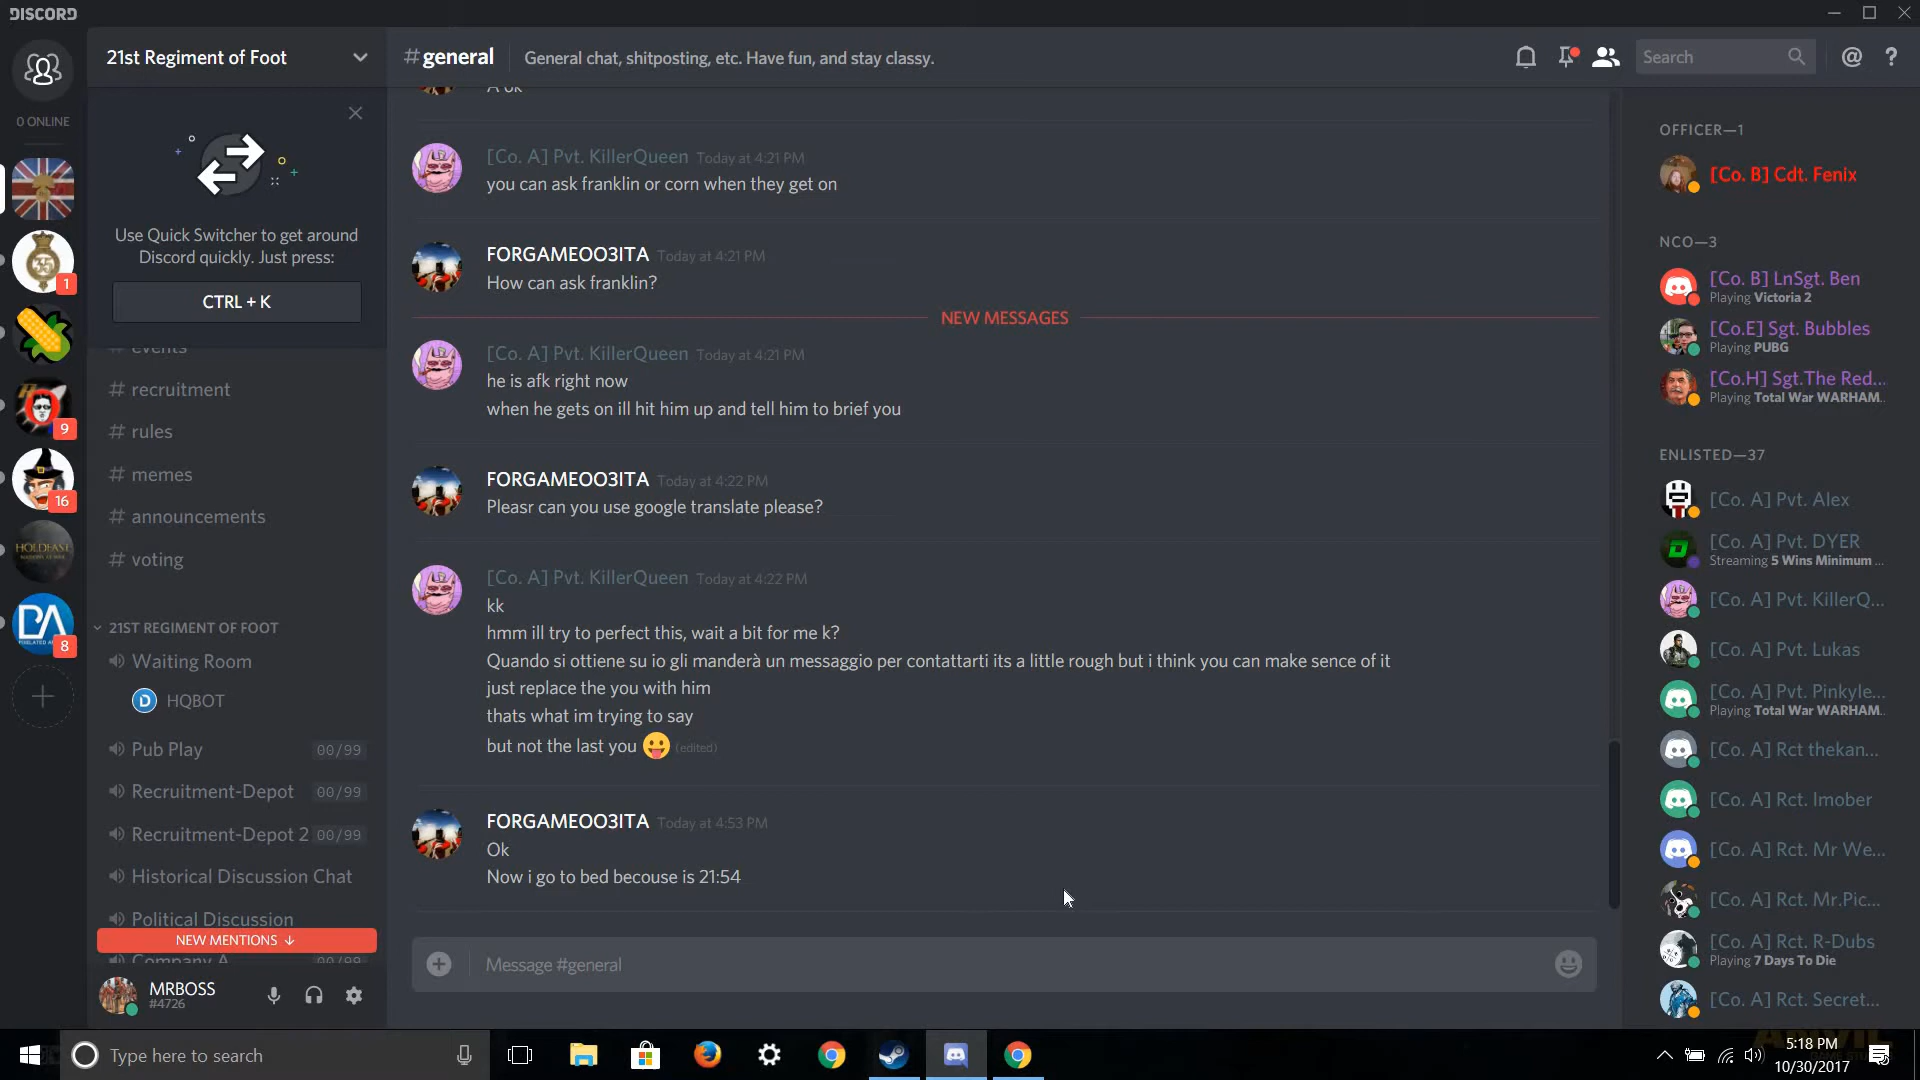 DISCORD
0 ONLINE
35
1
9
16
HOLDFAST
DA
8
21st Regiment of Foot
Use Quick Switcher to get around
Discord quickly. Just press:
CTRL + K
events
# recruitment
# rules
# memes
# announcements
# voting
21ST REGIMENT OF FOOT
Waiting Room
HQBOT
Pub Play 00/99
Recruitment-Depot 00/99
Recruitment-Depot 2 00/99
Historical Discussion Chat
Political Discussion
NEW MENTIONS ↓
Company A 00/99
MRBOSS
#4726
# general
General chat, shitposting, etc. Have fun, and stay classy.
Search
@ ?
A ok
[Co. A] Pvt. KillerQueen Today at 4:21 PM
you can ask franklin or corn when they get on
FORGAMEOO3ITA Today at 4:21 PM
How can ask franklin?
NEW MESSAGES
[Co. A] Pvt. KillerQueen Today at 4:21 PM
he is afk right now
when he gets on ill hit him up and tell him to brief you
FORGAMEOO3ITA Today at 4:22 PM
Pleasr can you use google translate please?
[Co. A] Pvt. KillerQueen Today at 4:22 PM
kk
hmm ill try to perfect this, wait a bit for me k?
Quando si ottiene su io gli manderà un messaggio per contattarti its a little rough but i think you can make sence of it
just replace the you with him
thats what im trying to say
but not the last you 😛 (edited)
FORGAMEOO3ITA Today at 4:53 PM
Ok
Now i go to bed becouse is 21:54
Message #general
OFFICER—1
[Co. B] Cdt. Fenix
NCO—3
[Co. B] LnSgt. Ben
Playing Victoria 2
[Co.E] Sgt. Bubbles
Playing PUBG
[Co.H] Sgt.The Red...
Playing Total War WARHAM...
ENLISTED—37
[Co. A] Pvt. Alex
[Co. A] Pvt. DYER
Streaming 5 Wins Minimum ...
[Co. A] Pvt. KillerQ...
[Co. A] Pvt. Lukas
[Co. A] Pvt. Pinkyle...
Playing Total War WARHAM...
[Co. A] Rct thekan...
[Co. A] Rct. Imober
[Co. A] Rct. Mr We...
[Co. A] Rct. Mr.Pic...
[Co. A] Rct. R-Dubs
Playing 7 Days To Die
[Co. A] Rct. Secret...
Type here to search
5:18 PM
10/30/2017